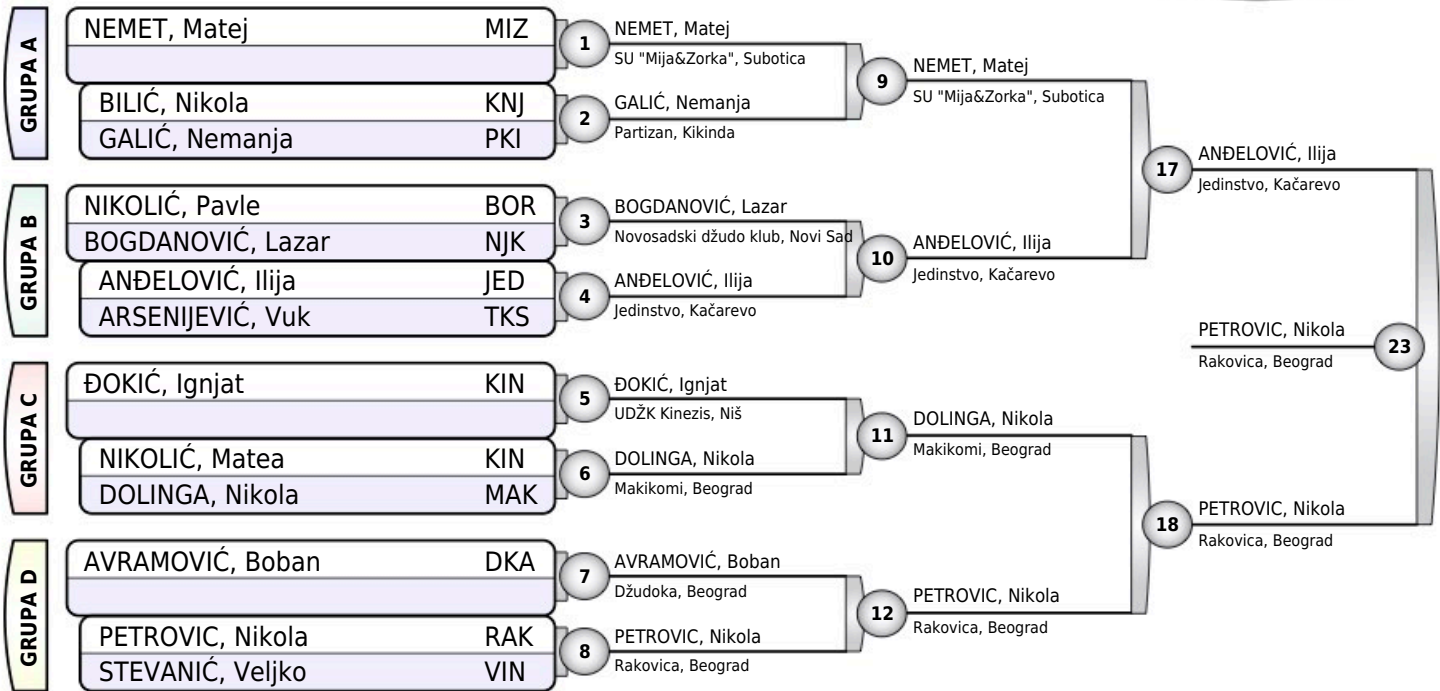 GRUPA A
NEMET, Matej MIZ
BILIĆ, Nikola KNJ
GALIĆ, Nemanja PKI
1
NEMET, Matej
SU "Mija&Zorka", Subotica
2
GALIĆ, Nemanja
Partizan, Kikinda
9
NEMET, Matej
SU "Mija&Zorka", Subotica
GRUPA B
NIKOLIĆ, Pavle BOR
BOGDANOVIĆ, Lazar NJK
ANĐELOVIĆ, Ilija JED
ARSENIJEVIĆ, Vuk TKS
3
BOGDANOVIĆ, Lazar
Novosadski džudo klub, Novi Sad
4
ANĐELOVIĆ, Ilija
Jedinstvo, Kačarevo
10
ANĐELOVIĆ, Ilija
Jedinstvo, Kačarevo
17
ANĐELOVIĆ, Ilija
Jedinstvo, Kačarevo
GRUPA C
ĐOKIĆ, Ignjat KIN
NIKOLIĆ, Matea KIN
DOLINGA, Nikola MAK
5
ĐOKIĆ, Ignjat
UDŽK Kinezis, Niš
6
DOLINGA, Nikola
Makikomi, Beograd
11
DOLINGA, Nikola
Makikomi, Beograd
GRUPA D
AVRAMOVIĆ, Boban DKA
PETROVIC, Nikola RAK
STEVANIĆ, Veljko VIN
7
AVRAMOVIĆ, Boban
Džudoka, Beograd
8
PETROVIC, Nikola
Rakovica, Beograd
12
PETROVIC, Nikola
Rakovica, Beograd
18
PETROVIC, Nikola
Rakovica, Beograd
PETROVIC, Nikola
Rakovica, Beograd
23